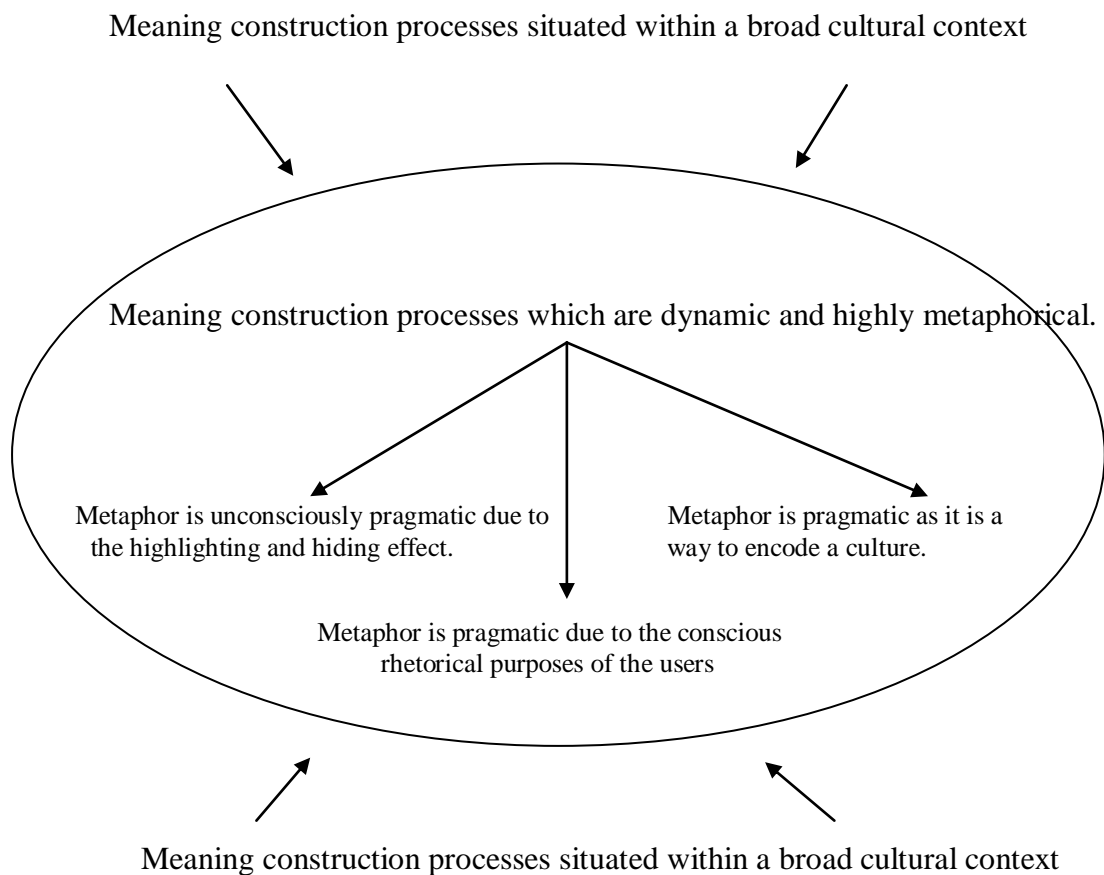 Meaning construction processes situated within a broad cultural context
Meaning construction processes which are dynamic and highly metaphorical.
Metaphor is unconsciously pragmatic due to
the highlighting and hiding effect.
Metaphor is pragmatic as it is a
way to encode a culture.
Metaphor is pragmatic due to the conscious
rhetorical purposes of the users
Meaning construction processes situated within a broad cultural context